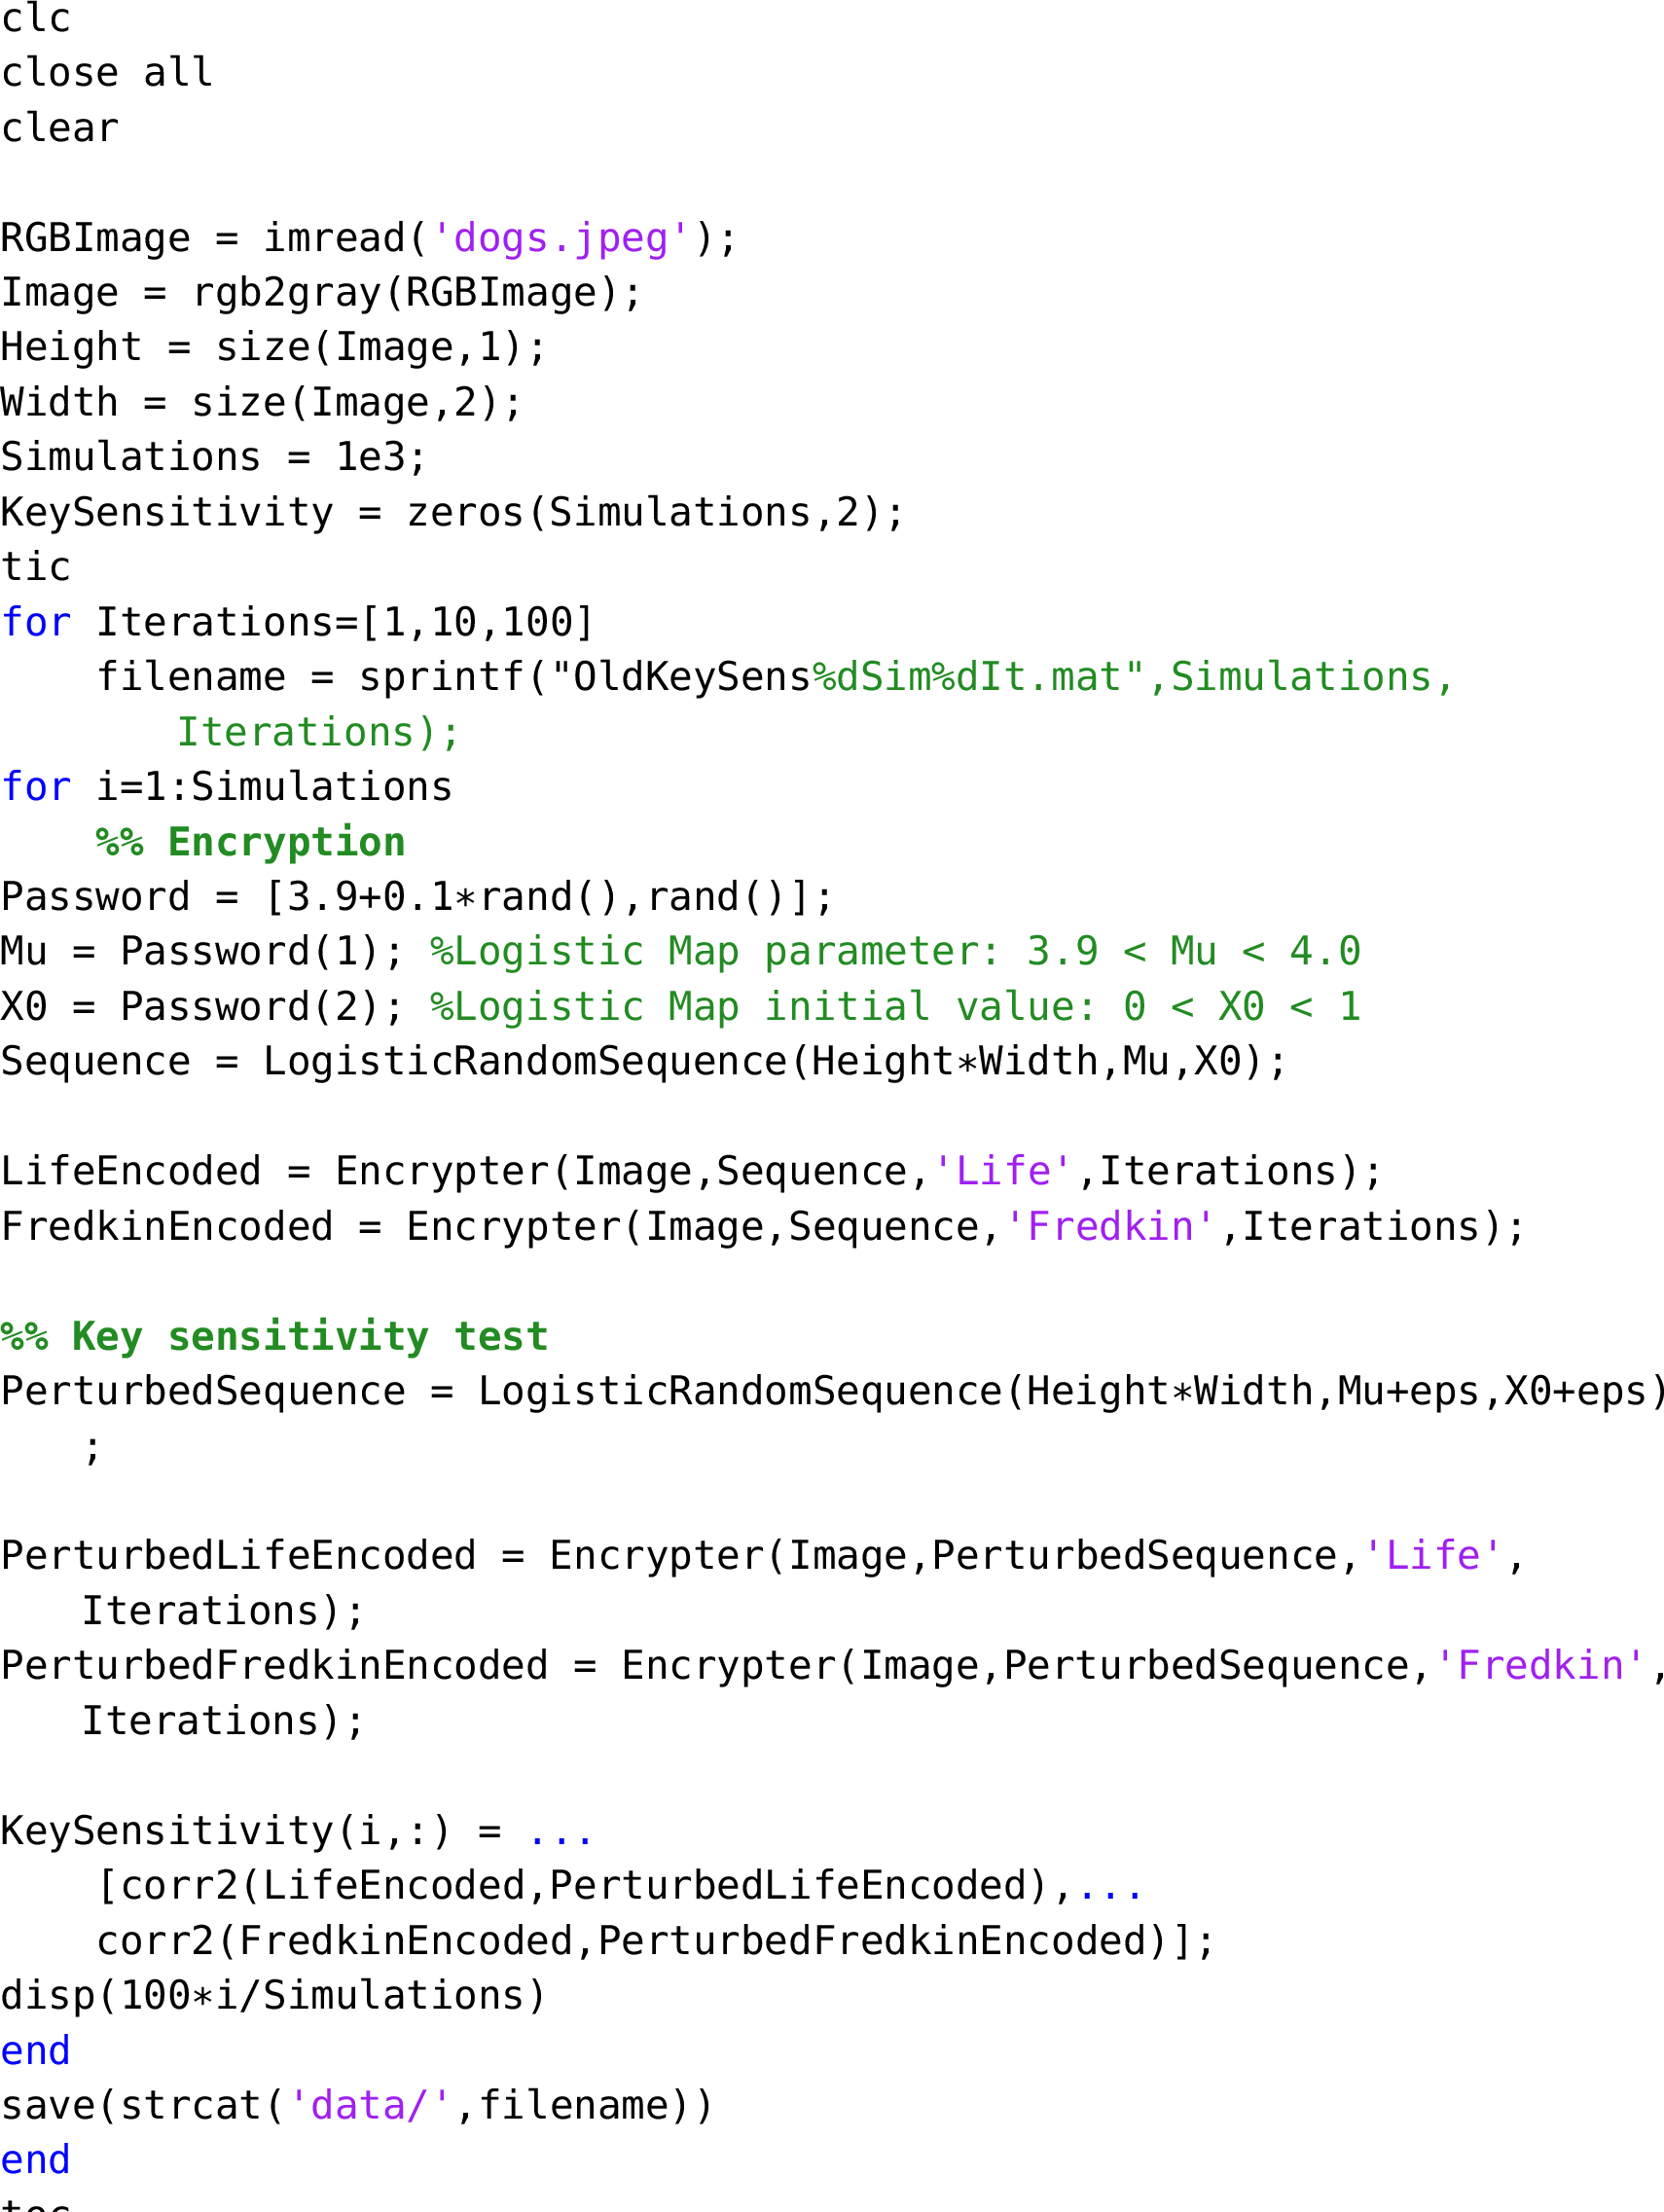 clc
close all
clear
RGBImage = imread('dogs.jpeg');
Image = rgb2gray(RGBImage);
Height = size(Image,1);
Width = size(Image,2);
Simulations = 1e3;
KeySensitivity = zeros(Simulations,2);
tic
for Iterations=[1,10,100]
    filename = sprintf("OldKeySens%dSim%dIt.mat",Simulations,
        Iterations);
for i=1:Simulations
    %% Encryption
Password = [3.9+0.1*rand(),rand()];
Mu = Password(1); %Logistic Map parameter: 3.9 < Mu < 4.0
X0 = Password(2); %Logistic Map initial value: 0 < X0 < 1
Sequence = LogisticRandomSequence(Height*Width,Mu,X0);
LifeEncoded = Encrypter(Image,Sequence,'Life',Iterations);
FredkinEncoded = Encrypter(Image,Sequence,'Fredkin',Iterations);
%% Key sensitivity test
PerturbedSequence = LogisticRandomSequence(Height*Width,Mu+eps,X0+eps)
    ;
PerturbedLifeEncoded = Encrypter(Image,PerturbedSequence,'Life',
    Iterations);
PerturbedFredkinEncoded = Encrypter(Image,PerturbedSequence,'Fredkin',
    Iterations);
KeySensitivity(i,:) = ...
    [corr2(LifeEncoded,PerturbedLifeEncoded),...
    corr2(FredkinEncoded,PerturbedFredkinEncoded)];
disp(100*i/Simulations)
end
save(strcat('data/',filename))
end
toc